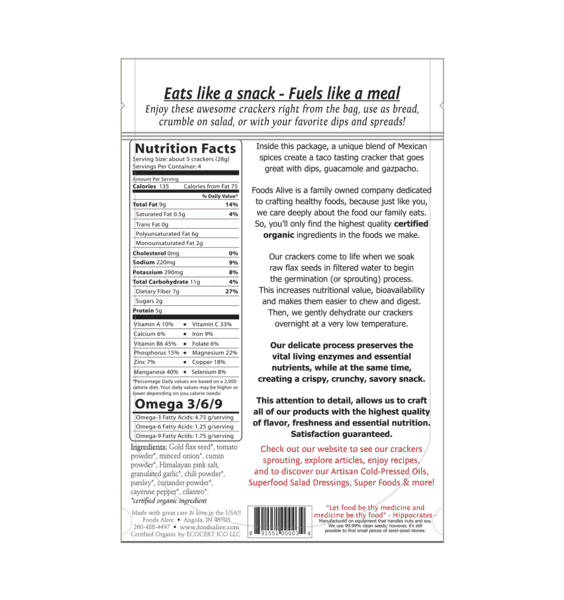 Eats like a snack - Fuels like a meal
Enjoy these awesome crackers right from the bag, use as bread,
crumble on salad, or with your favorite dips and spreads!
Nutrition Facts
Serving Size: about 5 crackers (28g)
Servings Per Container: 4
Amount Per Serving
Calories 135 Calories from Fat 75
% Daily Value*
Total Fat 9g 14%
Saturated Fat 0.5g 4%
Trans Fat 0g
Polyunsaturated Fat 6g
Monounsaturated Fat 2g
Cholesterol 0mg 0%
Sodium 220mg 9%
Potassium 290mg 8%
Total Carbohydrate 11g 4%
Dietary Fiber 7g 27%
Sugars 2g
Protein 5g
Vitamin A 10% • Vitamin C 33%
Calcium 6% • Iron 9%
Vitamin B6 45% • Folate 6%
Phosphorus 15% • Magnesium 22%
Zinc 7% • Copper 18%
Manganese 40% • Selenium 8%
*Percentage Daily values are based on a 2,000
calorie diet. Your daily values may be higher or
lower depending on you calorie needs:
Omega 3/6/9
Omega-3 Fatty Acids: 4.75 g/serving
Omega-6 Fatty Acids: 1.25 g/serving
Omega-9 Fatty Acids: 1.75 g/serving
Ingredients: Gold flax seed*, tomato
powder*, minced onion*, cumin
powder*, Himalayan pink salt,
granulated garlic*, chili powder*,
parsley*, coriander powder*,
cayenne pepper*, cilantro*.
*certified organic ingredient
Made with great care & love in the USA!!
Foods Alive • Angola, IN 46703
260-488-4497 • www.foodsalive.com
Certified Organic by ECOCERT ICO LLC
Inside this package, a unique blend of Mexican
spices create a taco tasting cracker that goes
great with dips, guacamole and gazpacho.
Foods Alive is a family owned company dedicated
to crafting healthy foods, because just like you,
we care deeply about the food our family eats.
So, you'll only find the highest quality certified
organic ingredients in the foods we make.
Our crackers come to life when we soak
raw flax seeds in filtered water to begin
the germination (or sprouting) process.
This increases nutritional value, bioavailability
and makes them easier to chew and digest.
Then, we gently dehydrate our crackers
overnight at a very low temperature.
Our delicate process preserves the
vital living enzymes and essential
nutrients, while at the same time,
creating a crispy, crunchy, savory snack.
This attention to detail, allows us to craft
all of our products with the highest quality
of flavor, freshness and essential nutrition.
Satisfaction guaranteed.
Check out our website to see our crackers
sprouting, explore articles, enjoy recipes,
and to discover our Artisan Cold-Pressed Oils,
Superfood Salad Dressings, Super Foods & more!
8 91551 00003 4
"Let food be thy medicine and
medicine be thy food" - Hippocrates
Manufactured on equipment that handles nuts and soy.
We use 99.99% clean seeds; however, it's still
possible to find small pieces of seed-sized stones.